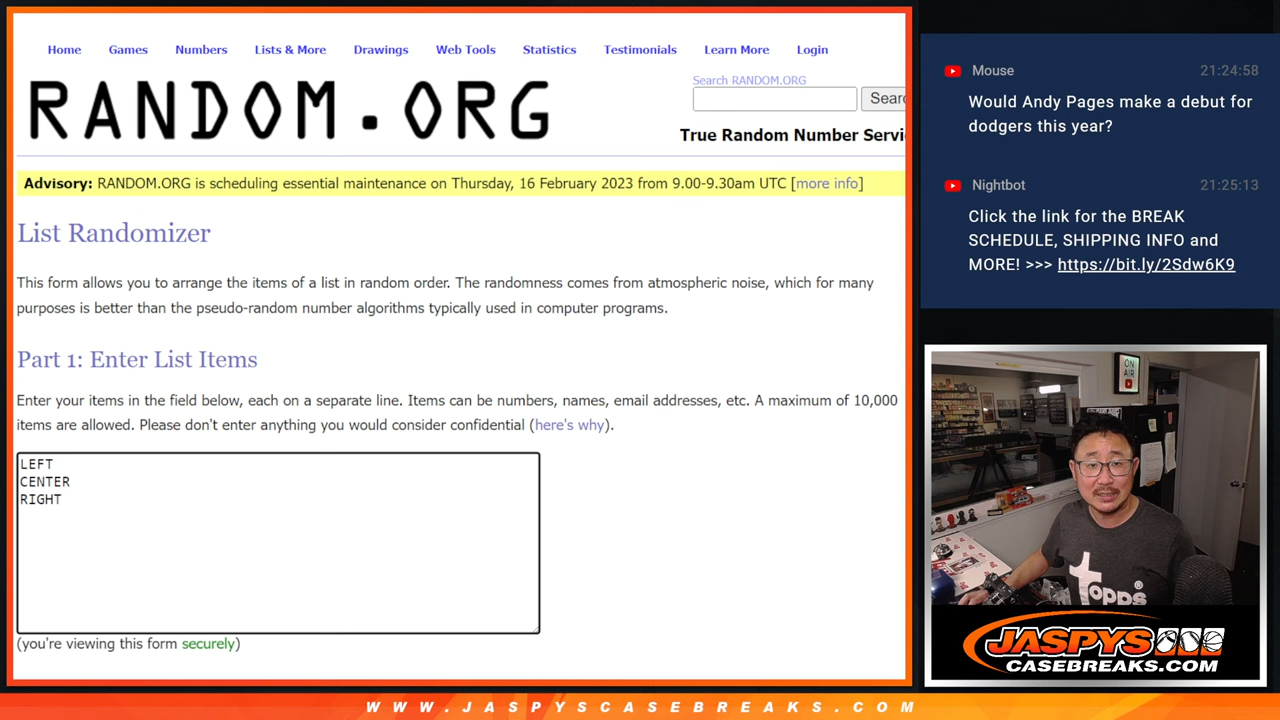 Home Games Numbers Lists & More Drawings Web Tools Statistics Testimonials Learn More Login
RANDOM.ORG
Search RANDOM.ORG
Searc
True Random Number Servi
Advisory: RANDOM.ORG is scheduling essential maintenance on Thursday, 16 February 2023 from 9.00-9.30am UTC [more info]
List Randomizer
This form allows you to arrange the items of a list in random order. The randomness comes from atmospheric noise, which for many
purposes is better than the pseudo-random number algorithms typically used in computer programs.
Part 1: Enter List Items
Enter your items in the field below, each on a separate line. Items can be numbers, names, email addresses, etc. A maximum of 10,000
items are allowed. Please don't enter anything you would consider confidential (here's why).
LEFT
CENTER
RIGHT
(you're viewing this form securely)
Mouse 21:24:58
Would Andy Pages make a debut for
dodgers this year?
Nightbot 21:25:13
Click the link for the BREAK
SCHEDULE, SHIPPING INFO and
MORE! >>> https://bit.ly/2Sdw6K9
ON
AIR
topps
®
JASPYS
CASEBREAKS.COM
WWW.JASPYSCASEBREAKS.COM